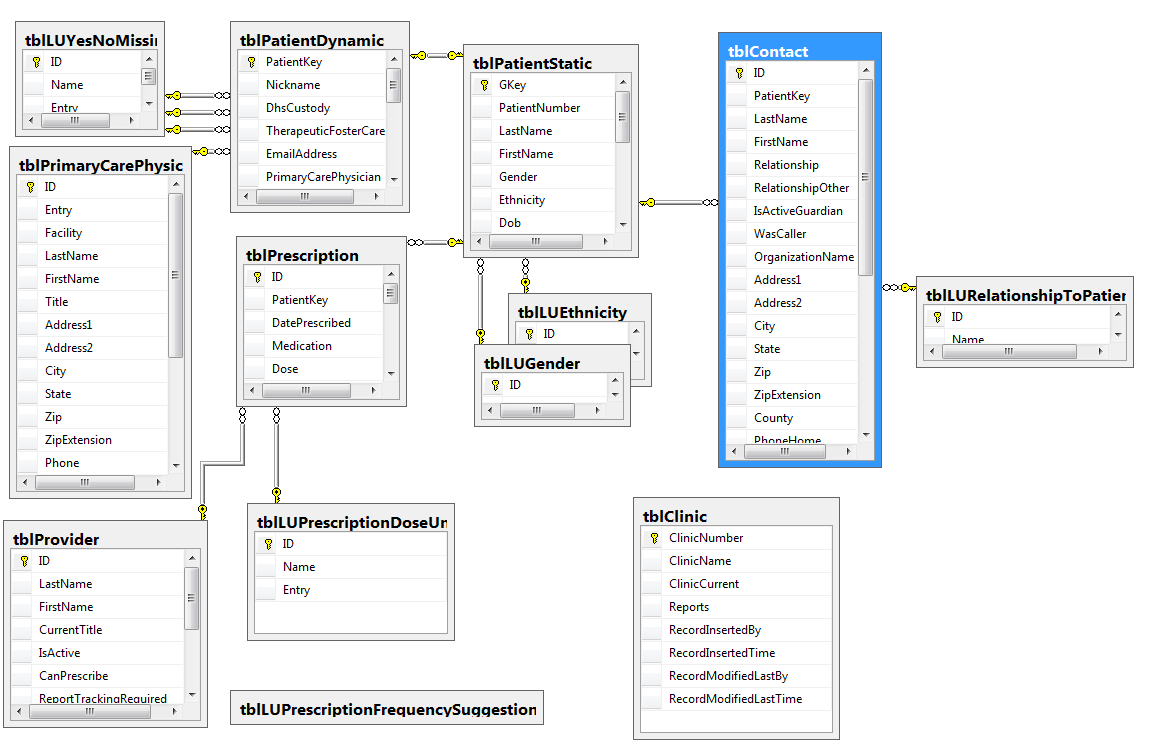 tblLUYesNoMissi
ID
Name
Entry
tblPatientDynamic
PatientKey
Nickname
DhsCustody
TherapeuticFosterCare
EmailAddress
PrimaryCarePhysician
tblPatientStatic
GKey
PatientNumber
LastName
FirstName
Gender
Ethnicity
Dob
tblContact
ID
PatientKey
LastName
FirstName
Relationship
RelationshipOther
IsActiveGuardian
WasCaller
OrganizationName
Address1
Address2
City
State
Zip
ZipExtension
County
PhoneHome
tblPrimaryCarePhysic
ID
Entry
Facility
LastName
FirstName
Title
Address1
Address2
City
State
Zip
ZipExtension
Phone
tblPrescription
ID
PatientKey
DatePrescribed
Medication
Dose
tblLUEthnicity
ID
tblLUGender
ID
tblLURelationshipToPatier
ID
Name
tblProvider
ID
LastName
FirstName
CurrentTitle
IsActive
CanPrescribe
ReportTrackingRequired
tblLUPrescriptionDoseUn
ID
Name
Entry
tblClinic
ClinicNumber
ClinicName
ClinicCurrent
Reports
RecordInsertedBy
RecordInsertedTime
RecordModifiedLastBy
RecordModifiedLastTime
tblLUPrescriptionFrequencySuggestion